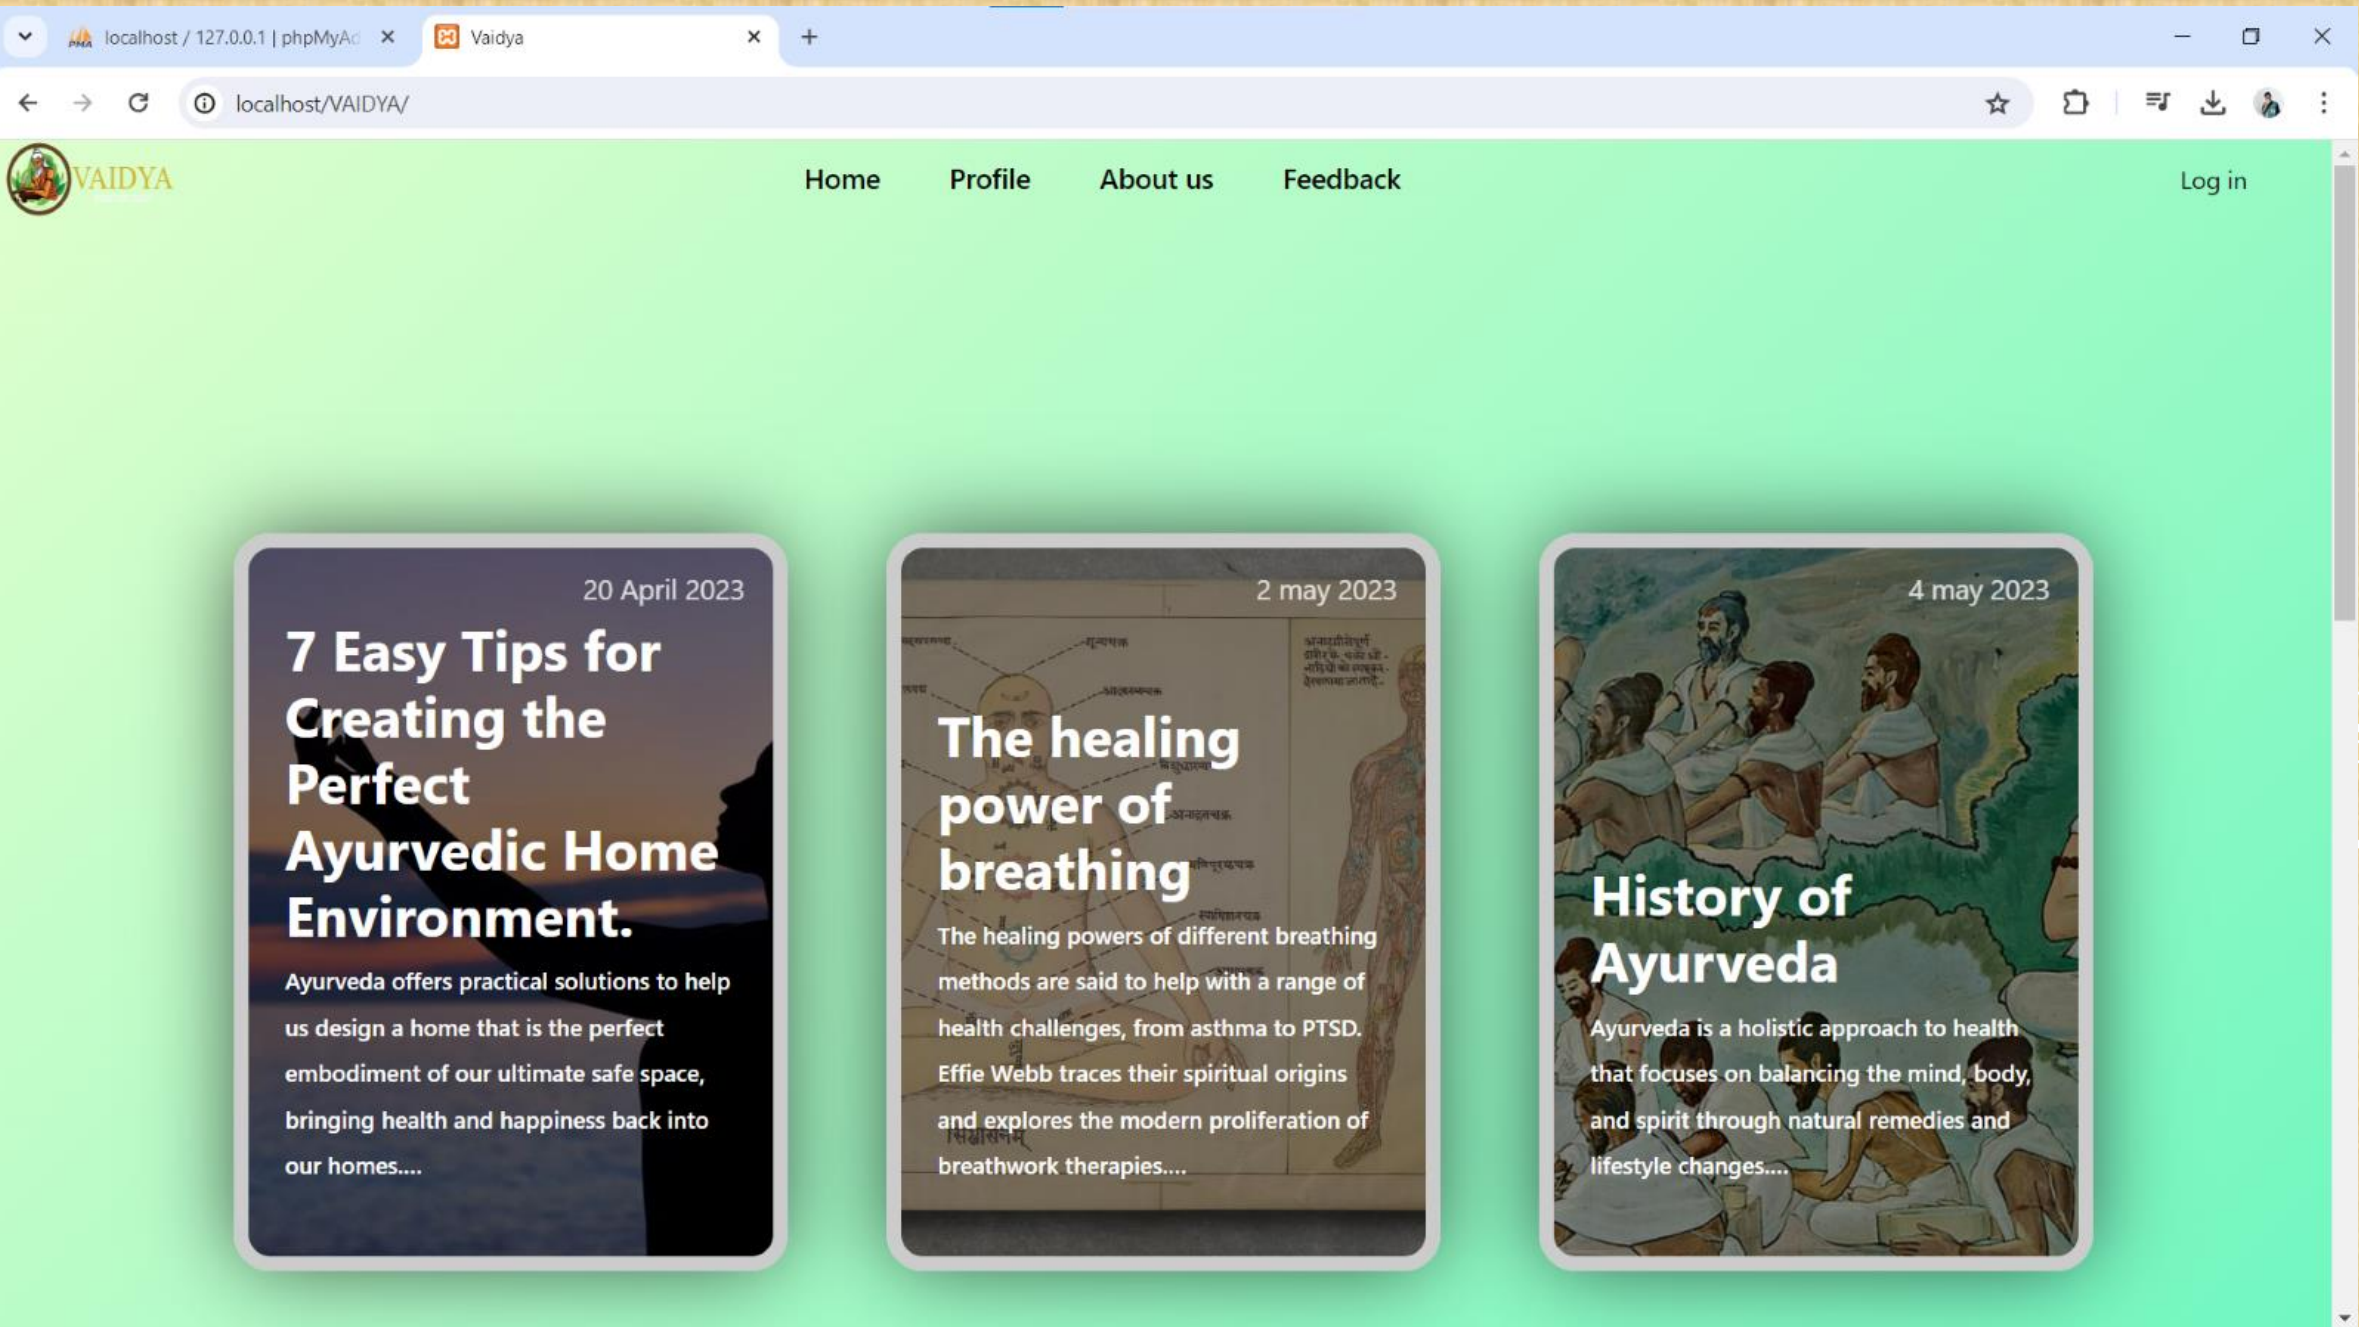 localhost / 127.0.0.1 | phpMyAd
Vaidya
localhost/VAIDYA/
VAIDYA
Home
Profile
About us
Feedback
Log in
20 April 2023
7 Easy Tips for
Creating the
Perfect
Ayurvedic Home
Environment.
Ayurveda offers practical solutions to help
us design a home that is the perfect
embodiment of our ultimate safe space,
bringing health and happiness back into
our homes....
2 may 2023
The healing
power of
breathing
The healing powers of different breathing
methods are said to help with a range of
health challenges, from asthma to PTSD.
Effie Webb traces their spiritual origins
and explores the modern proliferation of
breathwork therapies....
4 may 2023
History of
Ayurveda
Ayurveda is a holistic approach to health
that focuses on balancing the mind, body,
and spirit through natural remedies and
lifestyle changes....